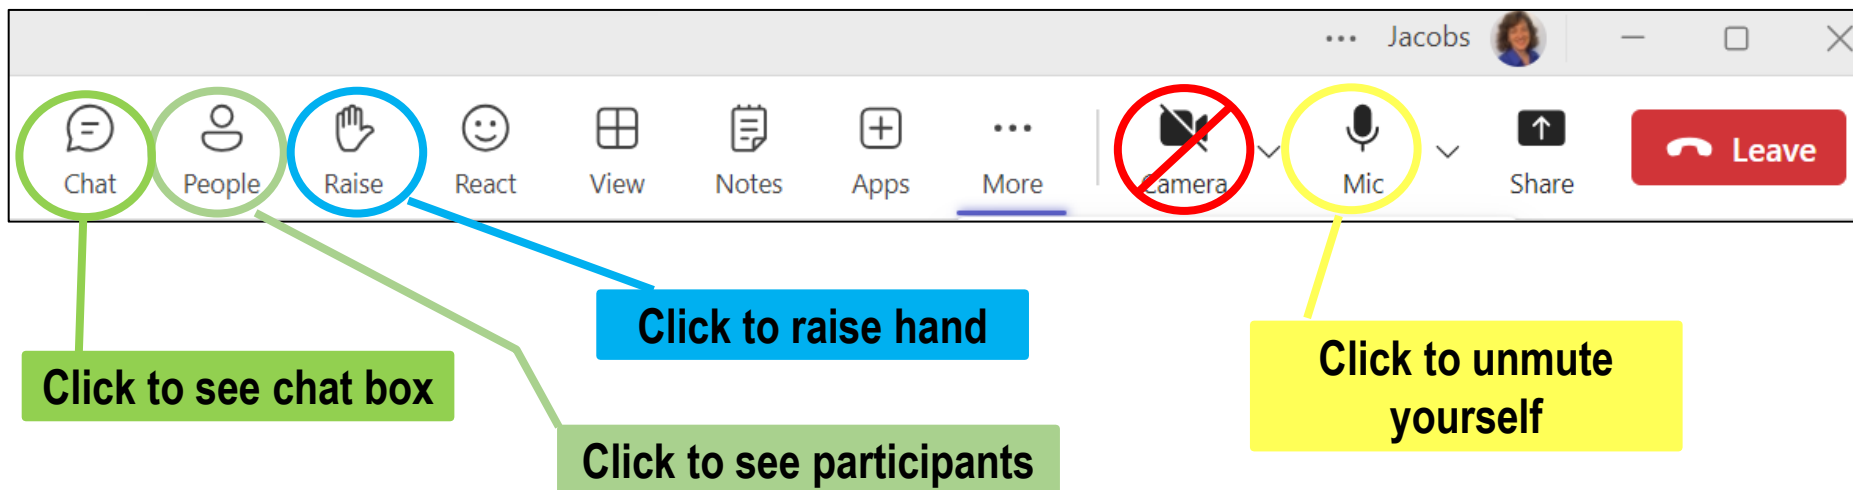 ... Jacobs
Chat People Raise React View Notes Apps More Camera Mic Share Leave
Click to raise hand
Click to see chat box
Click to unmute
yourself
Click to see participants